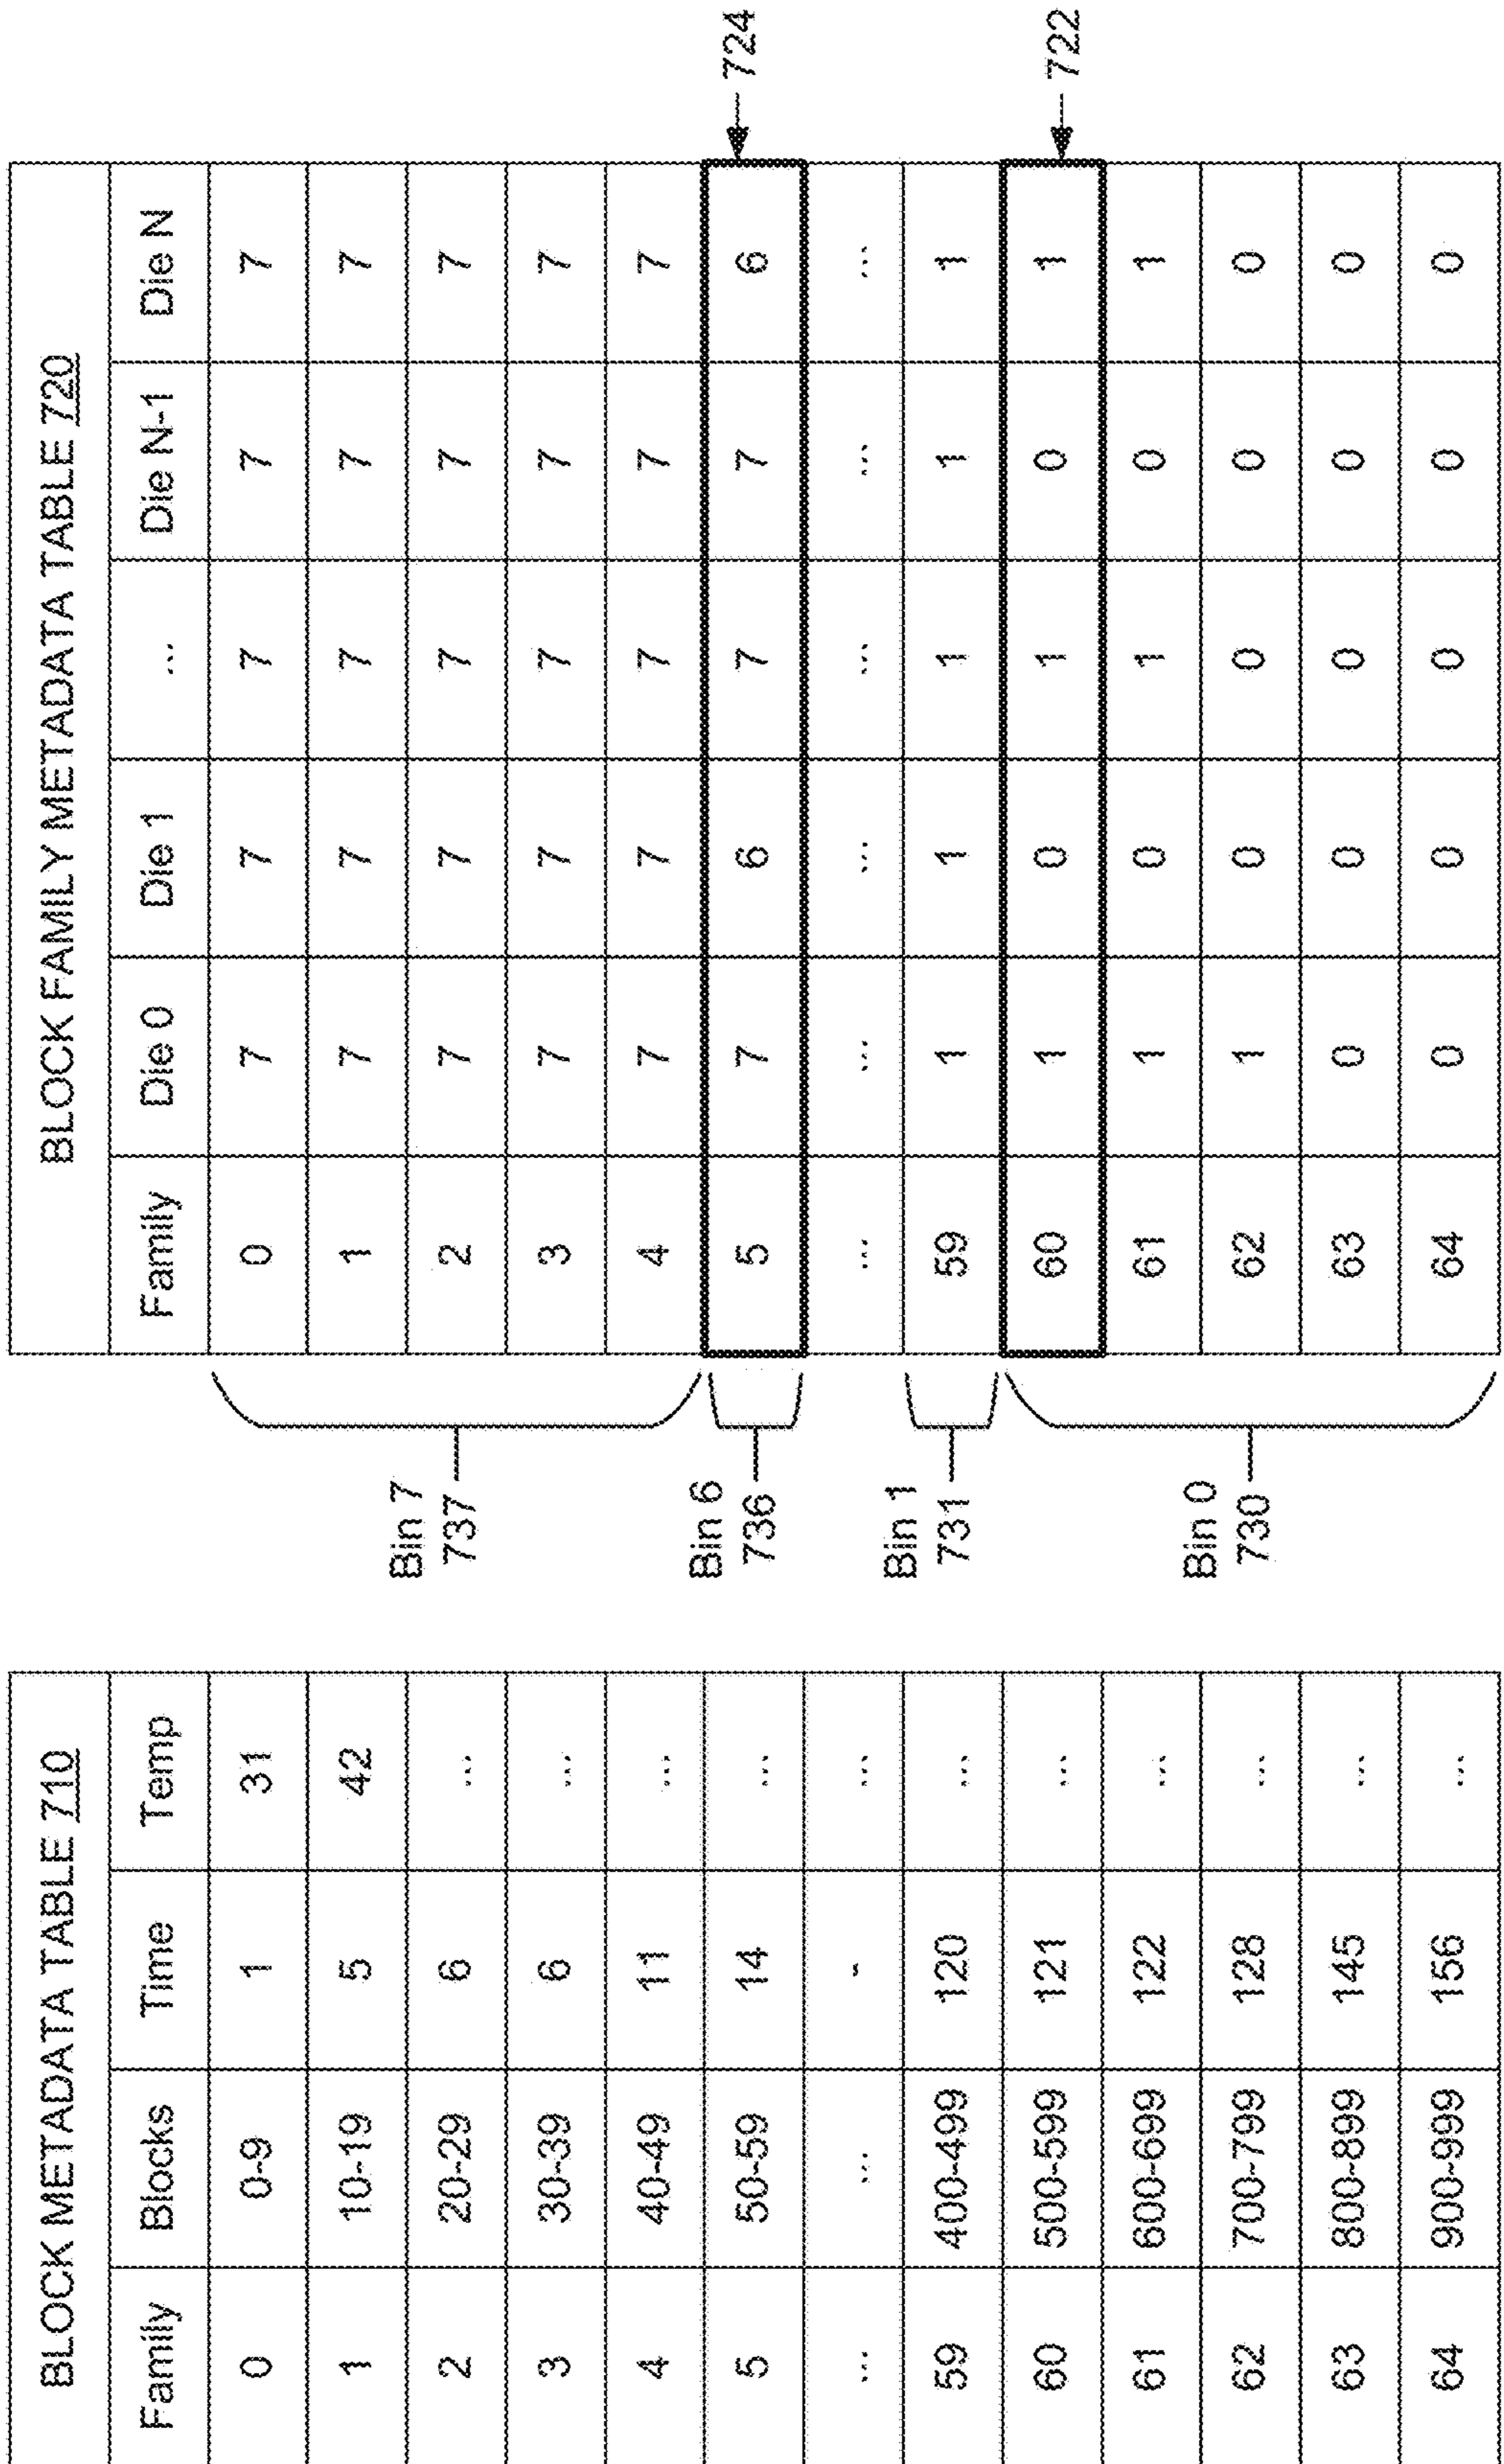 BLOCK METADATA TABLE 710
Family Blocks Time Temp
0 0-9 1 31
1 10-19 5 42
2 20-29 6 ...
3 30-39 6 ...
4 40-49 11 ...
5 50-59 14 ...
... ... - ...
59 400-499 120 ...
60 500-599 121 ...
61 600-699 122 ...
62 700-799 128 ...
63 800-899 145 ...
64 900-999 156 ...
Bin 7
737
Bin 6
736
Bin 1
731
Bin 0
730
BLOCK FAMILY METADATA TABLE 720
Family Die 0 Die 1 ... Die N-1 Die N
0 7 7 7 7 7
1 7 7 7 7 7
2 7 7 7 7 7
3 7 7 7 7 7
4 7 7 7 7 7
5 7 6 7 7 6
... ... ... ... ... ...
59 1 1 1 1 1
60 1 0 1 0 1
61 1 0 1 0 1
62 1 0 0 0 0
63 0 0 0 0 0
64 0 0 0 0 0
724
722